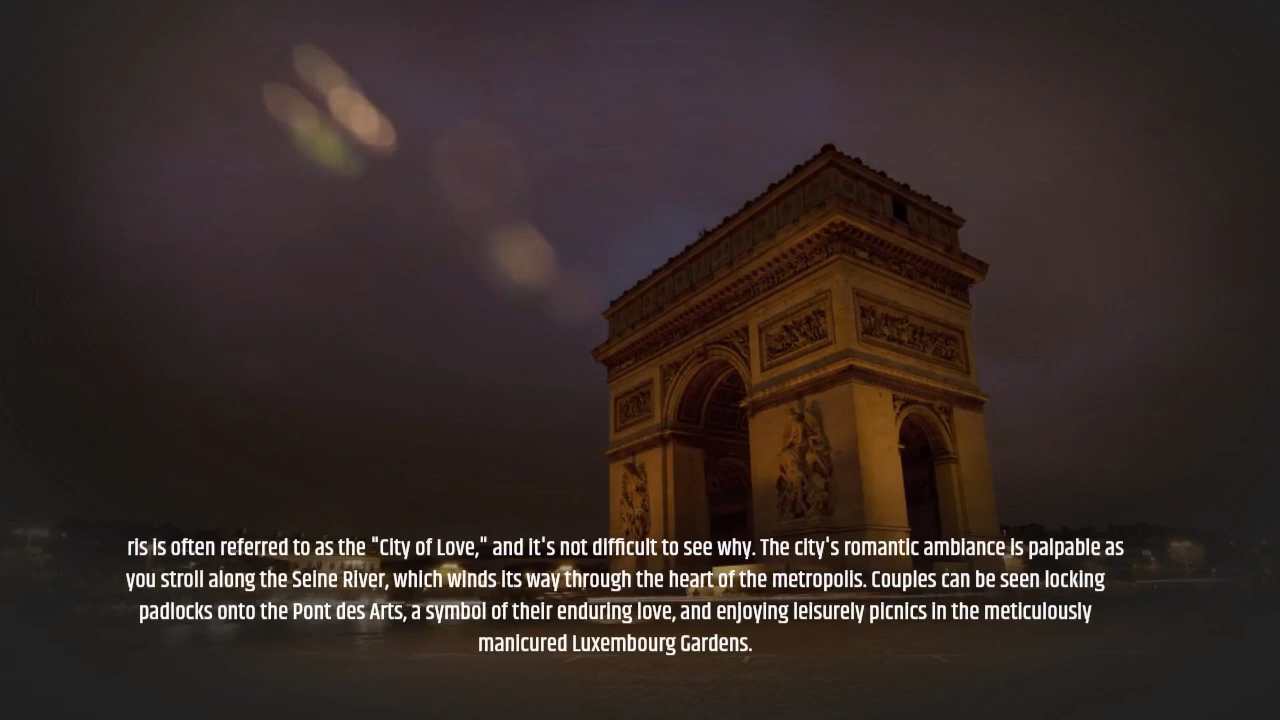 ris is often referred to as the "City of Love," and it's not difficult to see why. The city's romantic ambiance is palpable as
you stroll along the Seine River, which winds its way through the heart of the metropolis. Couples can be seen locking
padlocks onto the Pont des Arts, a symbol of their enduring love, and enjoying leisurely picnics in the meticulously
manicured Luxembourg Gardens.